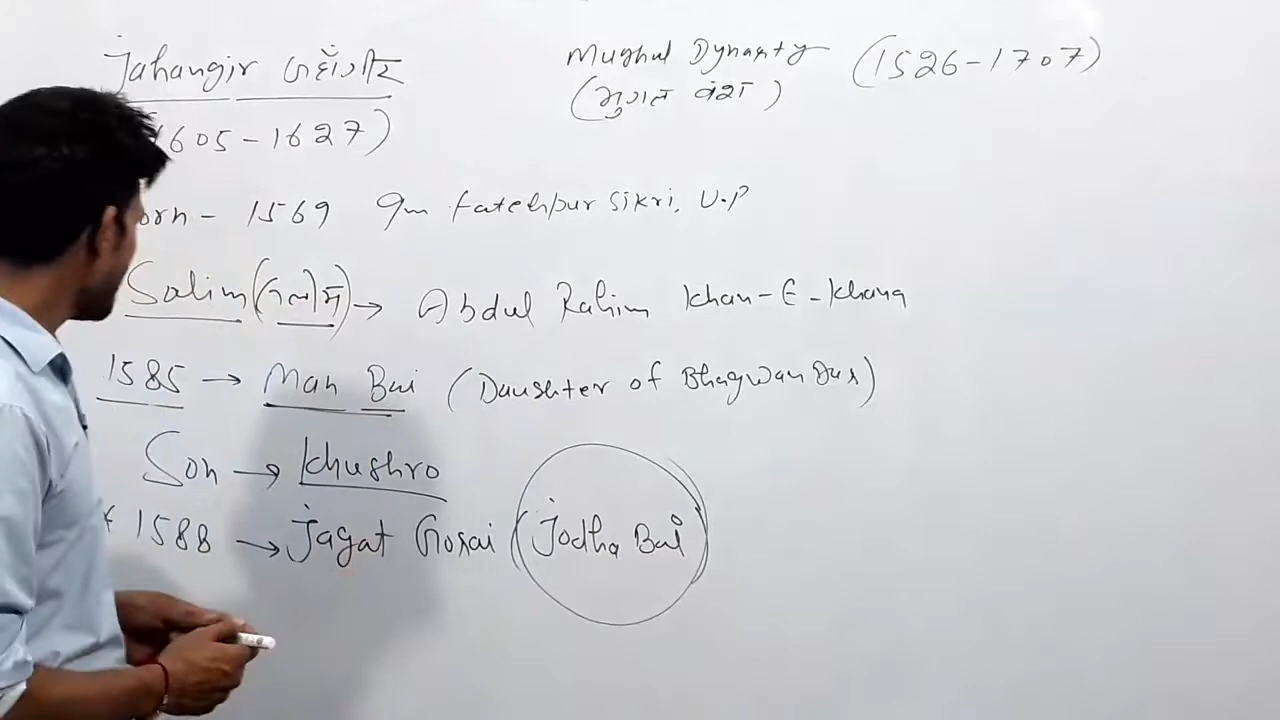 Jahangir जहाँगीर
1605-1627)
Mughul Dynasty (1526-1707)
(मुगल वंश)
orn - 1569 In Fatehpur Sikri, U.P
Salim (सलीम) → Abdul Rahim Khan-E-Khana
1585 → Man Bai (Daughter of Bhagwan Das)
Son → Khushro
* 1588 → Jagat Gosai (Jodha Bai)